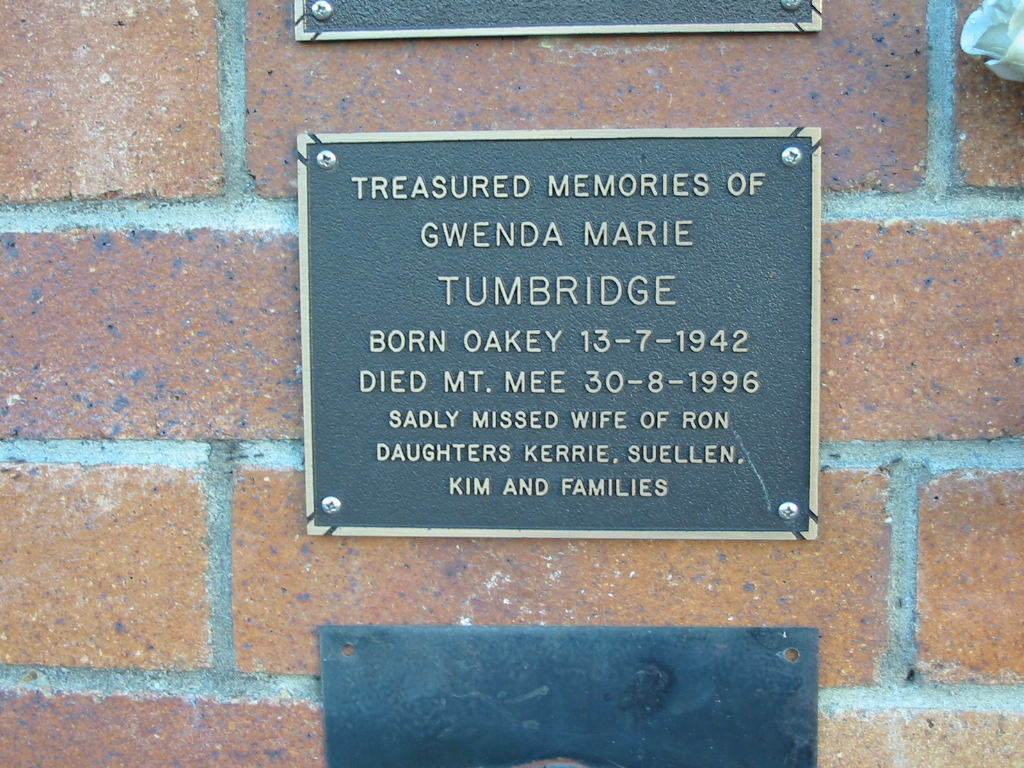 TREASURED MEMORIES OF
GWENDA MARIE
TUMBRIDGE
BORN OAKEY 13-7-1942
DIED MT. MEE 30-8-1996
SADLY MISSED WIFE OF RON
DAUGHTERS KERRIE, SUELLEN,
KIM AND FAMILIES